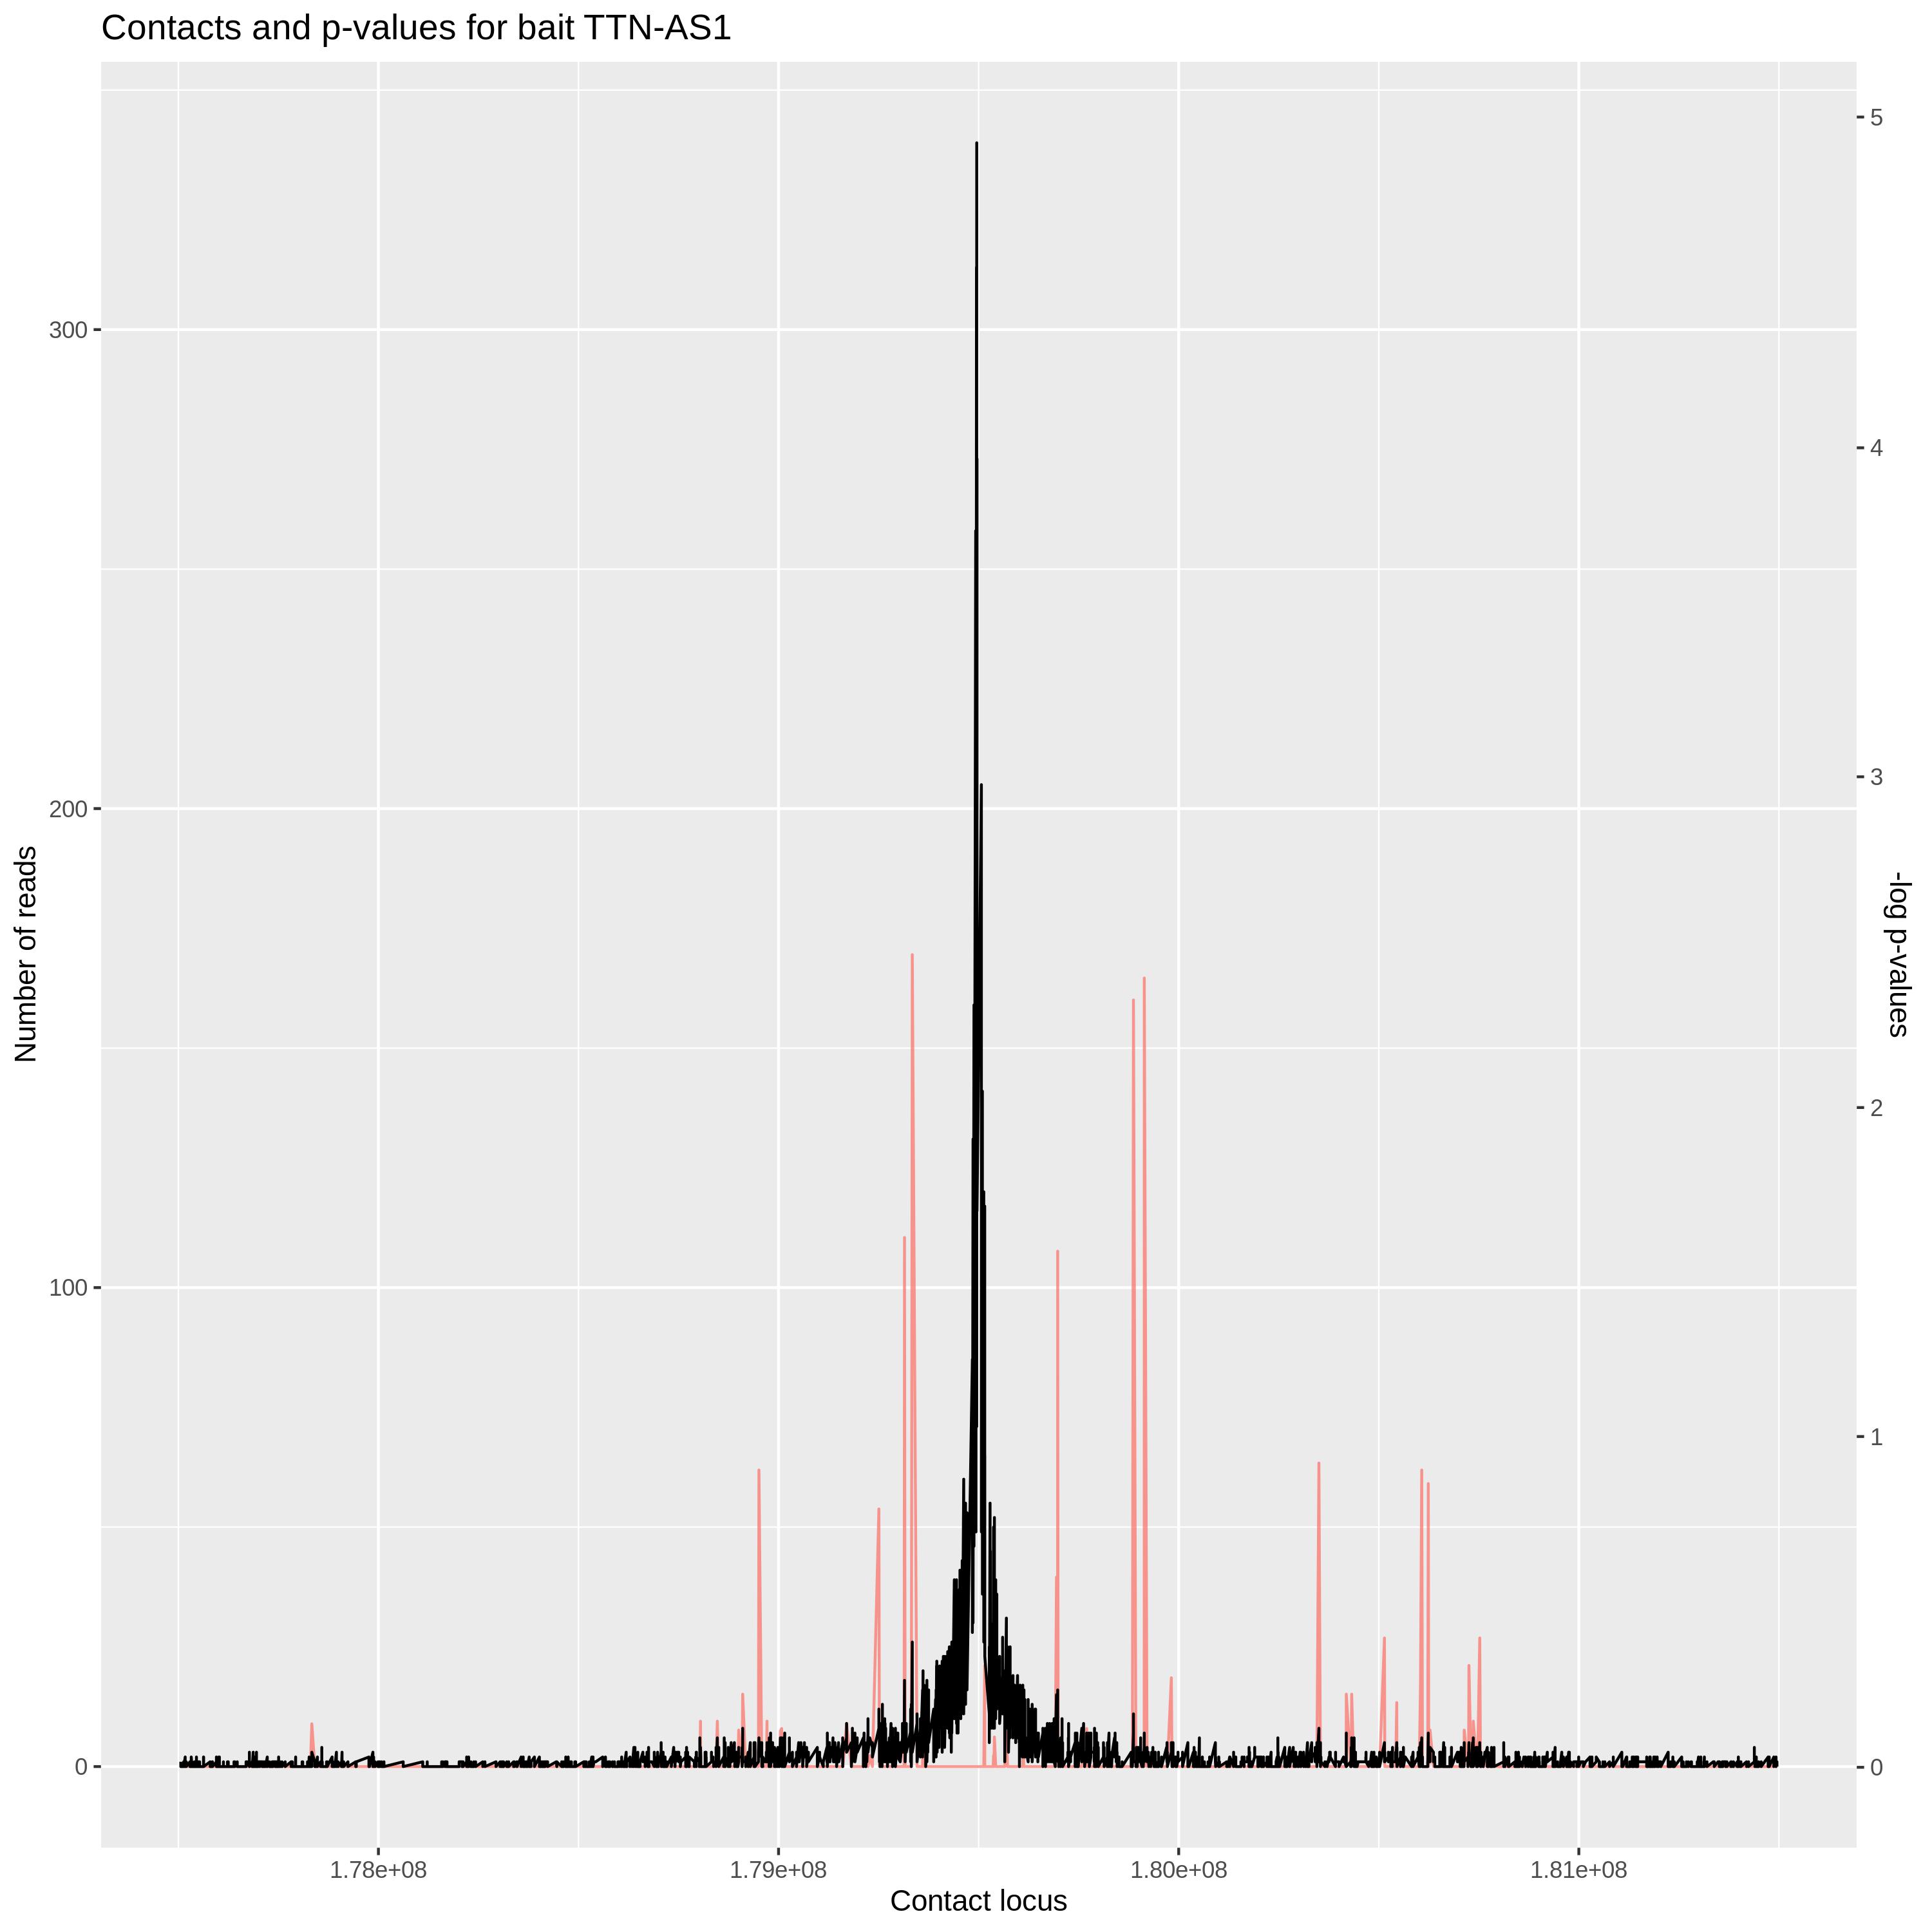 Contacts and p-values for bait TTN-AS1
300
200
100
0
Number of reads
5
4
3
2
1
0
-log p-values
1.78e+08
1.79e+08
1.80e+08
1.81e+08
Contact locus